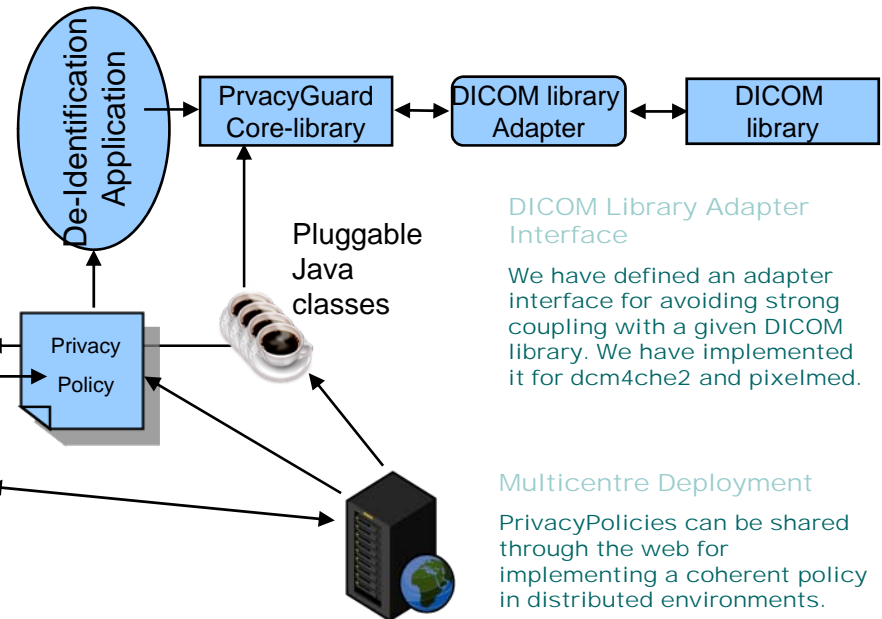 De-Identification
Application
PrvacyGuard
Core-library
DICOM library
Adapter
DICOM
library
Pluggable
Java
classes
Privacy
Policy
DICOM Library Adapter
Interface
We have defined an adapter
interface for avoiding strong
coupling with a given DICOM
library. We have implemented
it for dcm4che2 and pixelmed.
Multicentre Deployment
PrivacyPolicies can be shared
through the web for
implementing a coherent policy
in distributed environments.